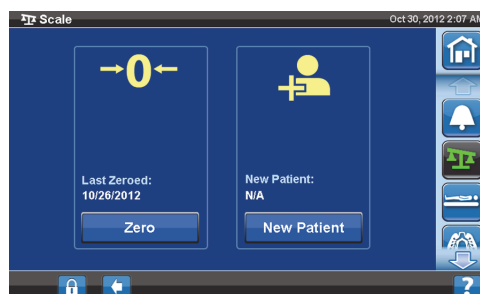 Scale
Oct 30, 2012 2:07 AM
→0←
Last Zeroed:
10/26/2012
Zero
New Patient:
N/A
New Patient
?